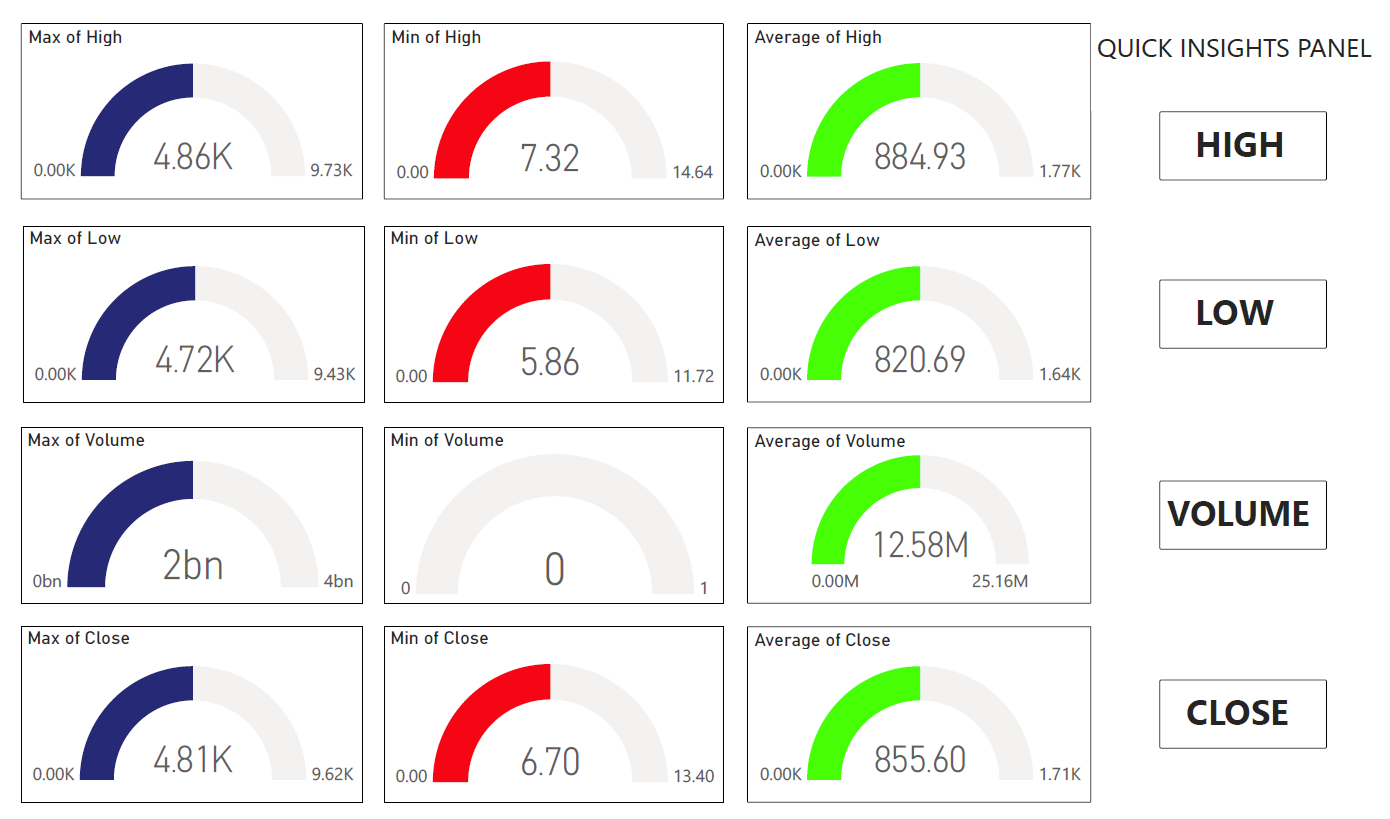 Max of High
4.86K
0.00K
9.73K
Min of High
7.32
0.00
14.64
Average of High
884.93
0.00K
1.77K
QUICK INSIGHTS PANEL
HIGH
Max of Low
4.72K
0.00K
9.43K
Min of Low
5.86
0.00
11.72
Average of Low
820.69
0.00K
1.64K
LOW
Max of Volume
2bn
0bn
4bn
Min of Volume
0
0
1
Average of Volume
12.58M
0.00M
25.16M
VOLUME
Max of Close
4.81K
0.00K
9.62K
Min of Close
6.70
0.00
13.40
Average of Close
855.60
0.00K
1.71K
CLOSE